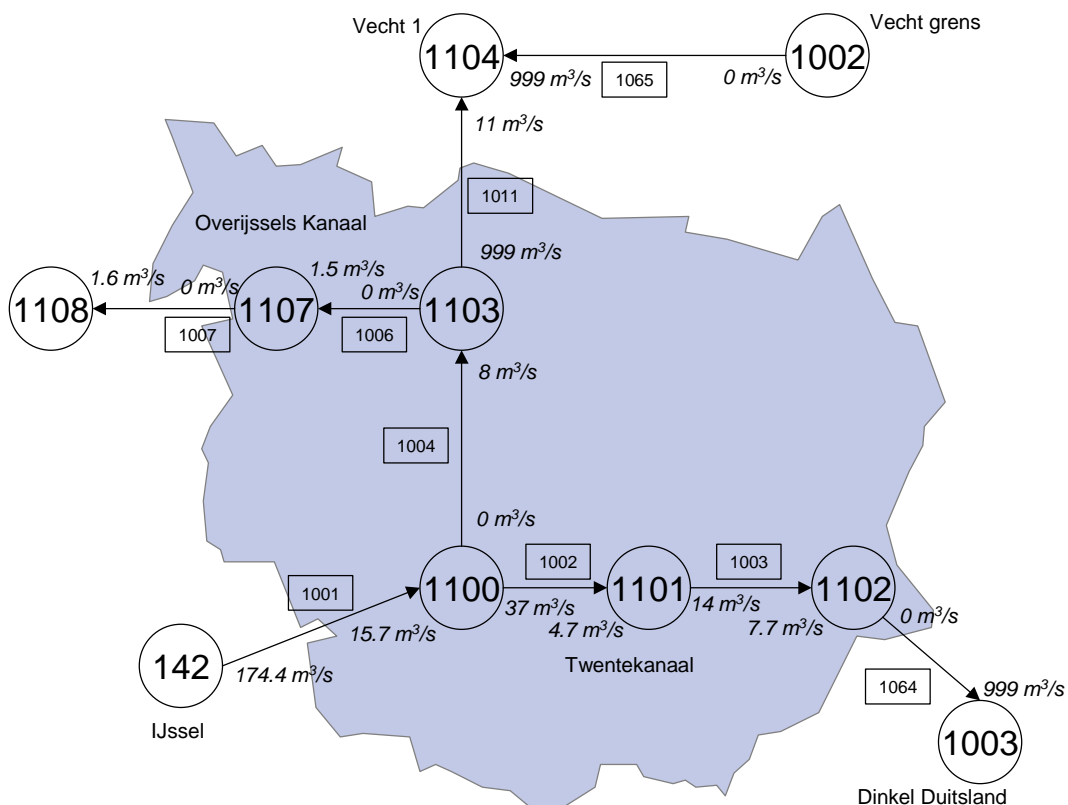 Vecht 1
Vecht grens
1104
1002
999 m³/s
1065
0 m³/s
11 m³/s
1011
Overijssels Kanaal
999 m³/s
1.6 m³/s
0 m³/s
1.5 m³/s
0 m³/s
1108
1107
1103
1007
1006
8 m³/s
1004
0 m³/s
1002
1003
1001
1100
1101
1102
37 m³/s
14 m³/s
0 m³/s
15.7 m³/s
4.7 m³/s
7.7 m³/s
142
174.4 m³/s
Twentekanaal
1064
999 m³/s
IJssel
1003
Dinkel Duitsland